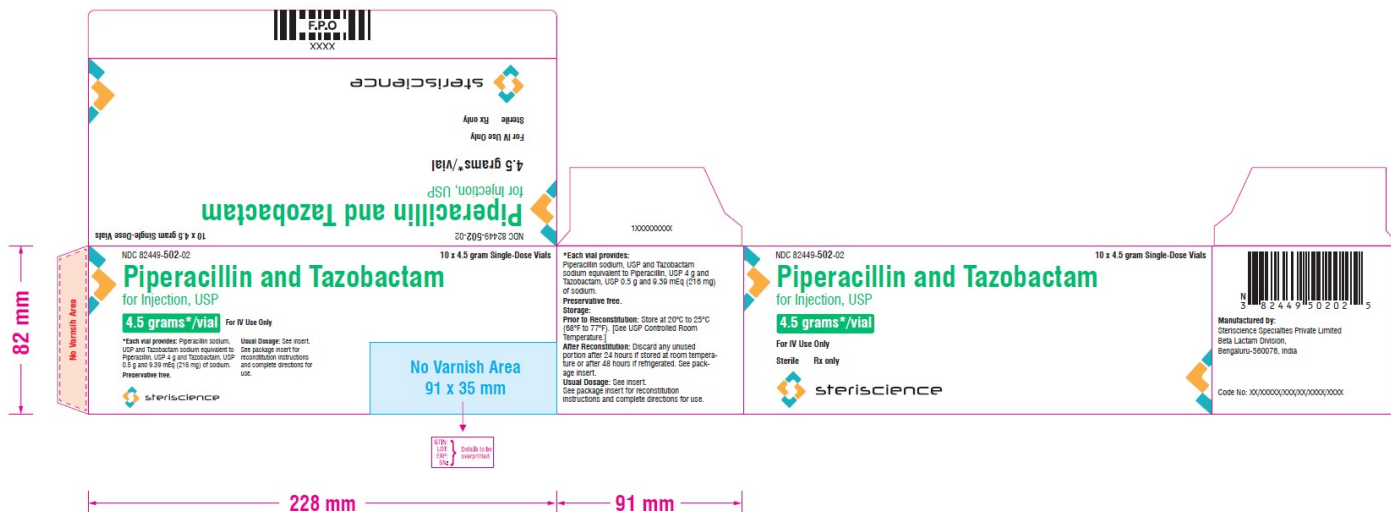 F.P.O
XXXX
steriscience
Sterile Rx only
For IV Use Only
4.5 grams*/vial
for Injection, USP
Piperacillin and Tazobactam
NDC 82449-502-02 10 x 4.5 gram Single-Dose Vials
1XXXXXXXXXX
82 mm
No Varnsih Area
NDC 82449-502-02 10 x 4.5 gram Single-Dose Vials
Piperacillin and Tazobactam
for Injection, USP
4.5 grams*/vial For IV Use Only
*Each vial provides: Piperacillin sodium,
USP and Tazobactam sodium equivalent to
Piperacillin, USP 4 g and Tazobactam, USP
0.5 g and 9.39 mEq (216 mg) of sodium.
Preservative free.
Usual Dosage: See insert.
See package insert for
reconstitution instructions
and complete directions for
use.
steriscience
No Varnish Area
91 x 35 mm
GTIN:
LOT:
EXP:
SN:
Details to be
overprinted
*Each vial provides:
Piperacillin sodium, USP and Tazobactam
sodium equivalent to Piperacillin, USP 4 g and
Tazobactam, USP 0.5 g and 9.39 mEq (216 mg)
of sodium.
Preservative free.
Storage:
Prior to Reconstitution: Store at 20°C to 25°C
(68°F to 77°F). [See USP Controlled Room
Temperature.]
After Reconstitution: Discard any unused
portion after 24 hours if stored at room tempera-
ture or after 48 hours if refrigerated. See pack-
age insert.
Usual Dosage: See insert.
See package insert for reconstitution
instructions and complete directions for use.
NDC 82449-502-02 10 x 4.5 gram Single-Dose Vials
Piperacillin and Tazobactam
for Injection, USP
4.5 grams*/vial
For IV Use Only
Sterile Rx only
steriscience
N
3 82449 50202 5
Manufactured by:
Steriscience Specialties Private Limited
Beta Lactam Division,
Bengaluru-560076, India
Code No: XX/XXXXX/XXX/XX/XXXX/XXXX
228 mm
91 mm